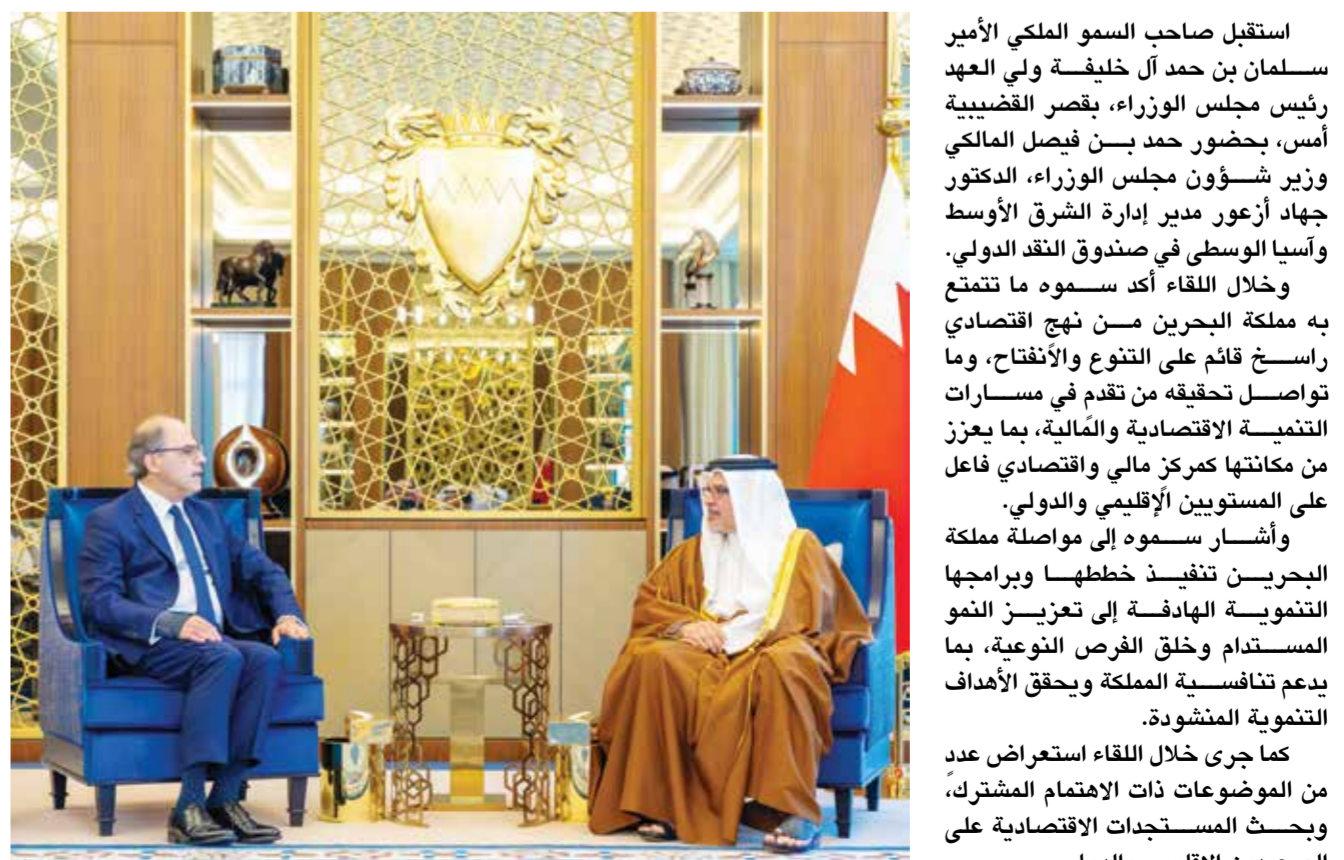 استقبل صاحب السمو الملكي الأمير
سلمان بن حمد آل خليفة ولي العهد
رئيس مجلس الوزراء، بقصر القضيبية
أمس، بحضور حمد بن فيصل المالكي
وزير شؤون مجلس الوزراء، الدكتور
جهاد أزعور مدير إدارة الشرق الأوسط
وآسيا الوسطى في صندوق النقد الدولي.
وخلال اللقاء أكد سموه ما تتمتع
به مملكة البحرين من نهج اقتصادي
راسخ قائم على التنوع والانفتاح، وما
تواصل تحقيقه من تقدم في مسارات
التنمية الاقتصادية والمالية، بما يعزز
من مكانتها كمركز مالي واقتصادي فاعل
على المستويين الإقليمي والدولي.
وأشار سموه إلى مواصلة مملكة
البحرين تنفيذ خططها وبرامجها
التنموية الهادفة إلى تعزيز النمو
المستدام وخلق الفرص النوعية، بما
يدعم تنافسية المملكة ويحقق الأهداف
التنموية المنشودة.
كما جرى خلال اللقاء استعراض عدد
من الموضوعات ذات الاهتمام المشترك،
وبحث المستجدات الاقتصادية على